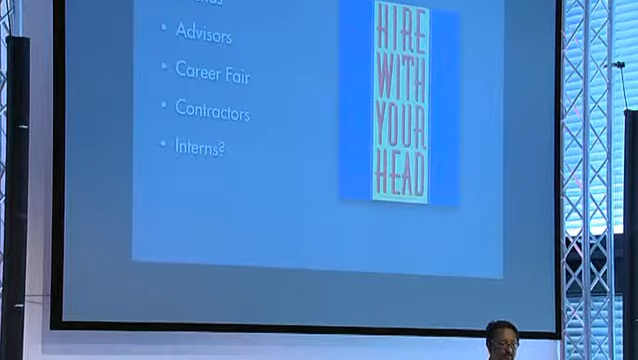 Advisors
Career Fair
Contractors
Interns?
HIRE
WITH
YOUR
HEAD